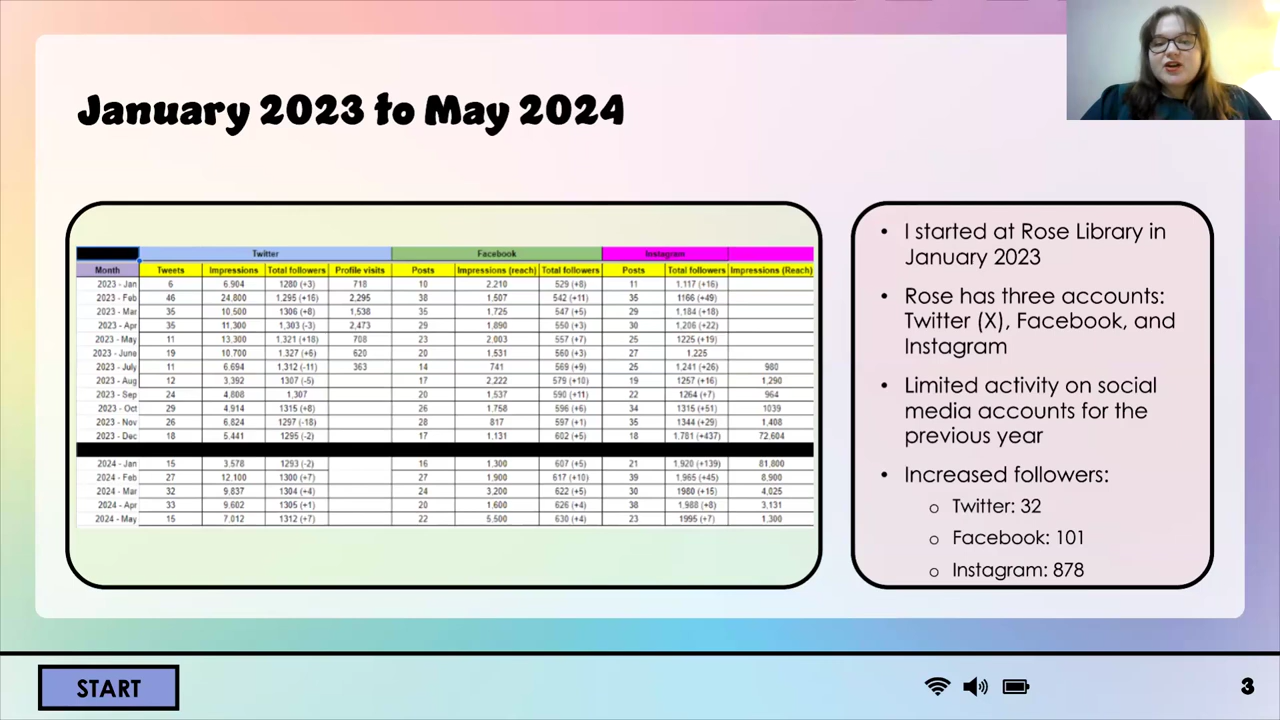 January 2023 to May 2024
Twitter Facebook Instagram
Month Tweets Impressions Total followers Profile visits Posts Impressions (reach) Total followers Posts Total followers Impressions (Reach)
2023 - Jan 6 6,904 1280 (+3) 718 10 2,210 529 (+8) 11 1,117 (+16)
2023 - Feb 46 24,800 1,295 (+16) 2,295 38 1,507 542 (+11) 35 1166 (+49)
2023 - Mar 35 10,500 1306 (+8) 1,538 35 1,725 547 (+5) 29 1,184 (+18)
2023 - Apr 35 11,300 1,303 (-3) 2,473 29 1,890 550 (+3) 30 1,206 (+22)
2023 - May 11 13,300 1.321 (+18) 708 23 2,003 557 (+7) 25 1225 (+19)
2023 - June 19 10,700 1.327 (+6) 620 20 1,531 560 (+3) 27 1.225
2023 - July 11 6,694 1,312 (-11) 363 14 741 569 (+9) 25 1,241 (+26) 980
2023 - Aug 12 3,392 1307 (-5) 17 2,222 579 (+10) 19 1257 (+16) 1,290
2023 - Sep 24 4,808 1,307 20 1,537 590 (+11) 22 1264 (+7) 964
2023 - Oct 29 4,914 1315 (+8) 26 1,758 596 (+6) 34 1315 (+51) 1039
2023 - Nov 26 6,824 1297 (-18) 28 817 597 (+1) 35 1344 (+29) 1,408
2023 - Dec 18 5,441 1295 (-2) 17 1,131 602 (+5) 18 1,781 (+437) 72,604
2024 - Jan 15 3,578 1293 (-2) 16 1,300 607 (+5) 21 1,920 (+139) 81,800
2024 - Feb 27 12,100 1300 (+7) 27 1,900 617 (+10) 39 1,965 (+45) 8,900
2024 - Mar 32 9,837 1304 (+4) 24 3,200 622 (+5) 30 1980 (+15) 4,025
2024 - Apr 33 9,602 1305 (+1) 20 1,600 626 (+4) 38 1,988 (+8) 3,131
2024 - May 15 7,012 1312 (+7) 22 5,500 630 (+4) 23 1995 (+7) 1,300
• I started at Rose Library in
January 2023
• Rose has three accounts:
Twitter (X), Facebook, and
Instagram
• Limited activity on social
media accounts for the
previous year
• Increased followers:
o Twitter: 32
o Facebook: 101
o Instagram: 878
START
3